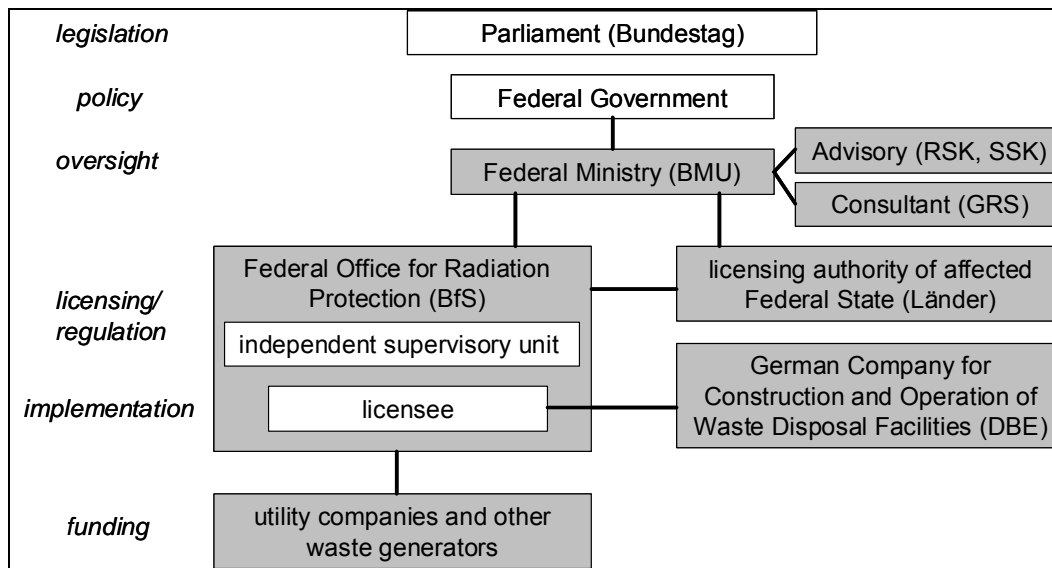 legislation
Parliament (Bundestag)
policy
Federal Government
oversight
Federal Ministry (BMU)
Advisory (RSK, SSK)
Consultant (GRS)
licensing/
regulation
Federal Office for Radiation
Protection (BfS)
independent supervisory unit
licensing authority of affected
Federal State (Länder)
implementation
licensee
German Company for
Construction and Operation of
Waste Disposal Facilities (DBE)
funding
utility companies and other
waste generators